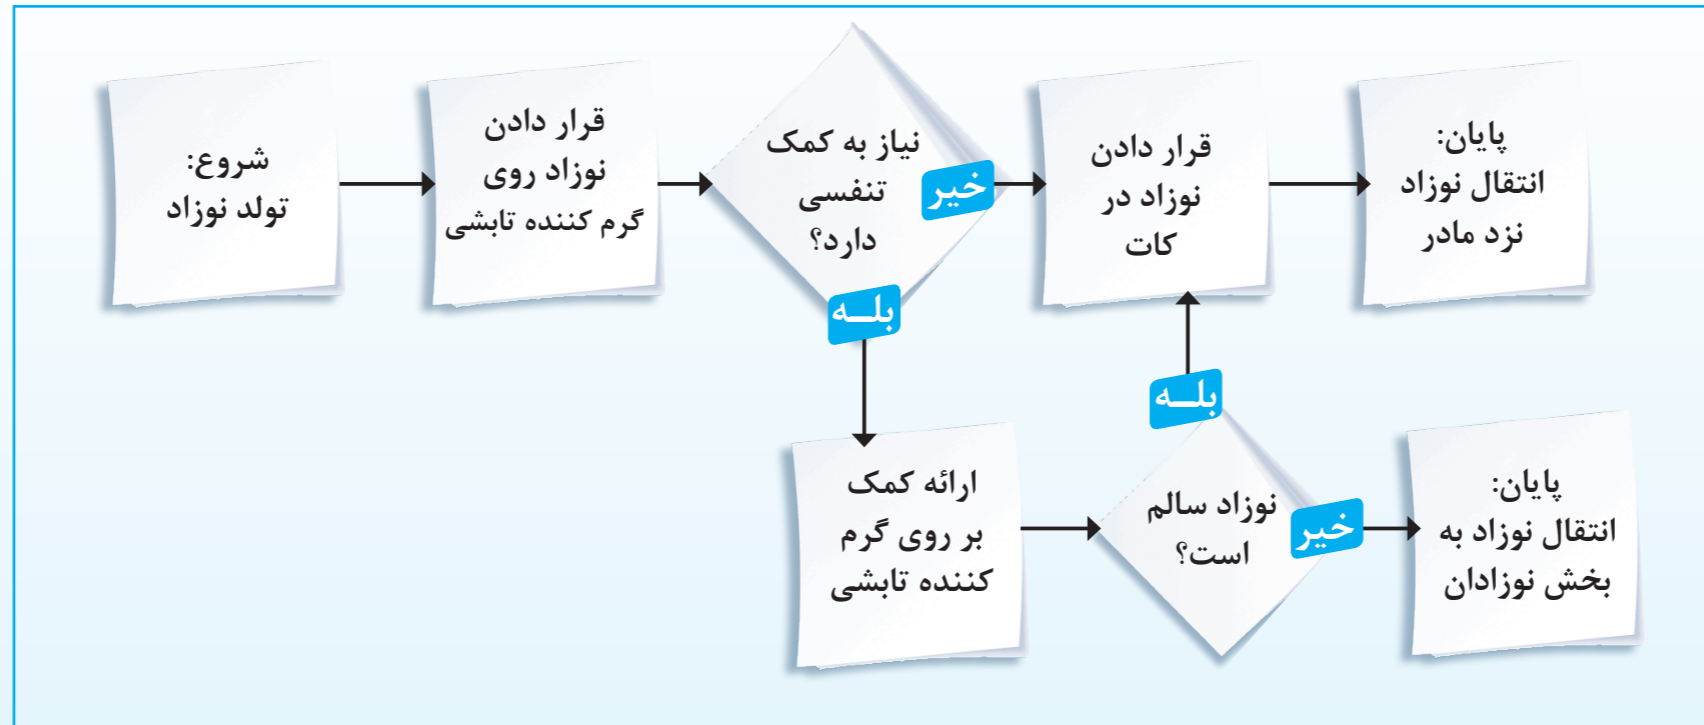 شروع:
تولد نوزاد
قرار دادن
نوزاد روی
گرم کننده تابشی
نیاز به کمک
تنفسی
دارد؟
خیر
بلــه
قرار دادن
نوزاد در
کات
پایان:
انتقال نوزاد
نزد مادر
ارائه کمک
بر روی گرم
کننده تابشی
نوزاد سالم
است؟
بلــه
خیر
پایان:
انتقال نوزاد به
بخش نوزادان